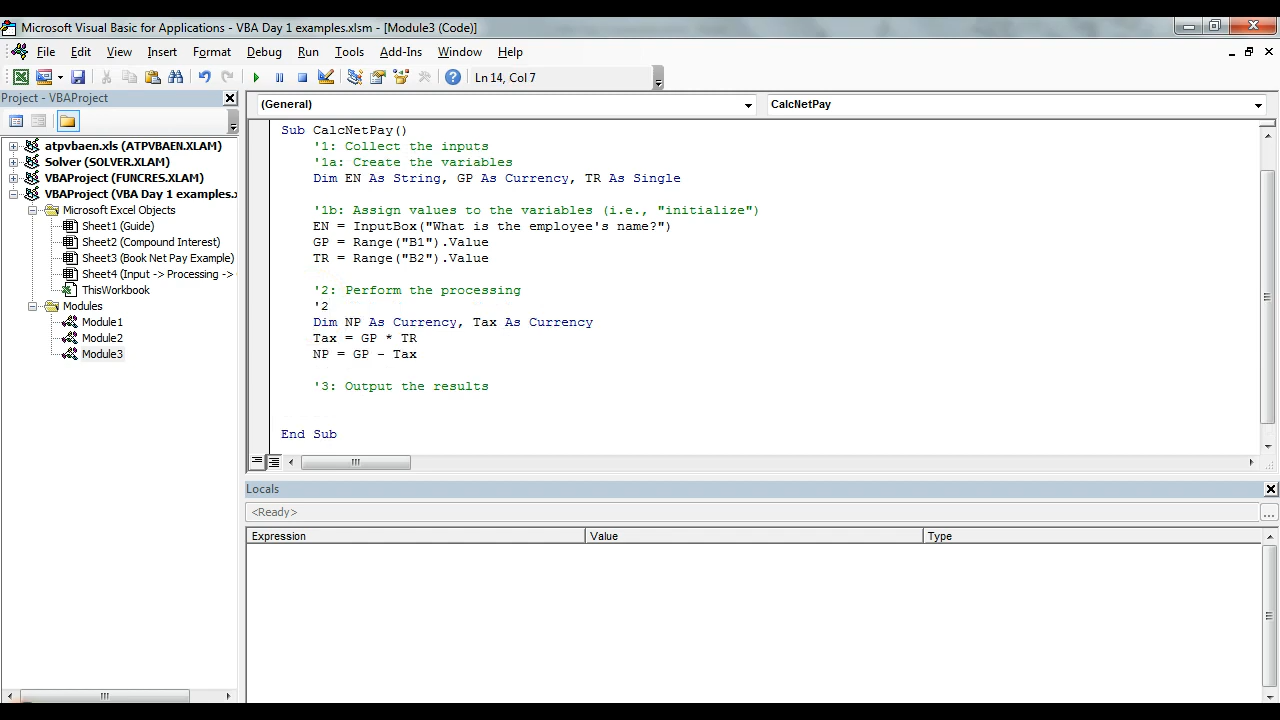 Microsoft Visual Basic for Applications - VBA Day 1 examples.xlsm - [Module3 (Code)]
File Edit View Insert Format Debug Run Tools Add-Ins Window Help
Ln 14, Col 7
Project - VBAProject
(General) CalcNetPay
atpvbaen.xls (ATPVBAEN.XLAM)
Solver (SOLVER.XLAM)
VBAProject (FUNCRES.XLAM)
VBAProject (VBA Day 1 examples.x
Microsoft Excel Objects
Sheet1 (Guide)
Sheet2 (Compound Interest)
Sheet3 (Book Net Pay Example)
Sheet4 (Input -> Processing ->
ThisWorkbook
Modules
Module1
Module2
Module3
Sub CalcNetPay()
'1: Collect the inputs
'1a: Create the variables
Dim EN As String, GP As Currency, TR As Single
'1b: Assign values to the variables (i.e., "initialize")
EN = InputBox("What is the employee's name?")
GP = Range("B1").Value
TR = Range("B2").Value
'2: Perform the processing
'2
Dim NP As Currency, Tax As Currency
Tax = GP * TR
NP = GP - Tax
'3: Output the results
End Sub
Locals
<Ready>
...
Expression Value Type